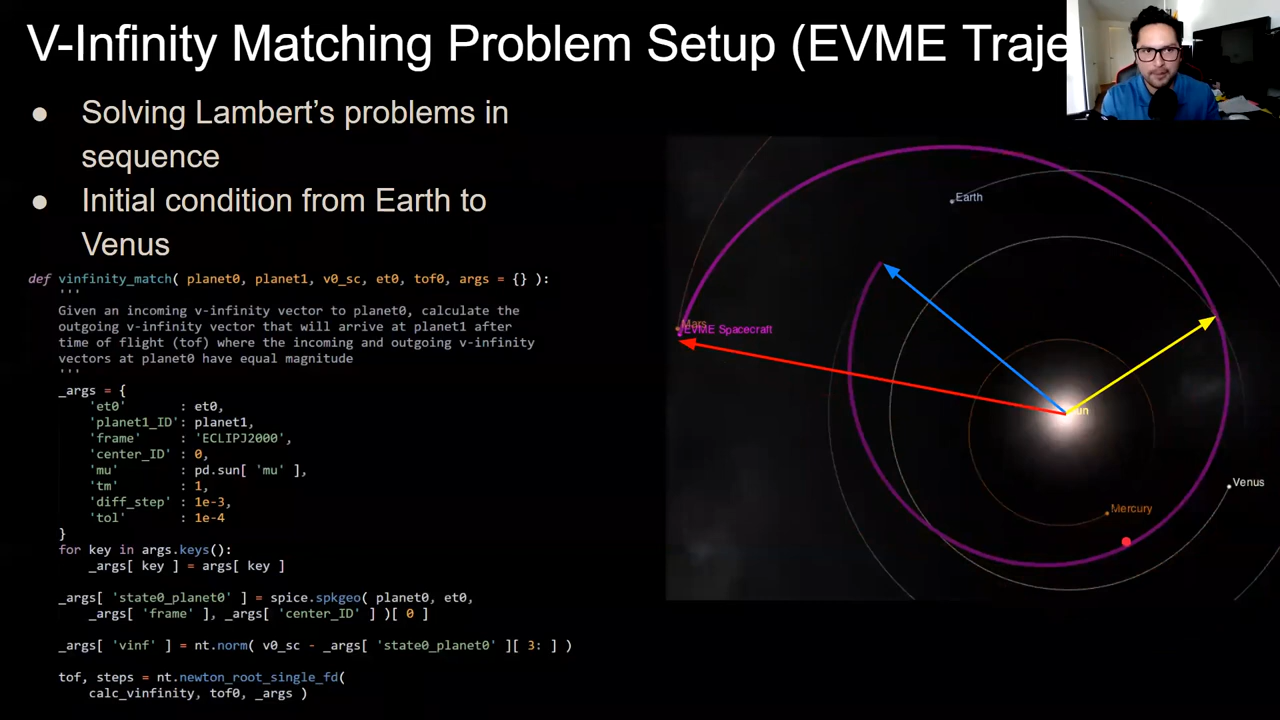 V-Infinity Matching Problem Setup (EVME Traje
● Solving Lambert's problems in
sequence
● Initial condition from Earth to
Venus
def vinfinity_match( planet0, planet1, v0_sc, et0, tof0, args = {} ):
'''
Given an incoming v-infinity vector to planet0, calculate the
outgoing v-infinity vector that will arrive at planet1 after
time of flight (tof) where the incoming and outgoing v-infinity
vectors at planet0 have equal magnitude
'''
_args = {
'et0' : et0,
'planet1_ID': planet1,
'frame' : 'ECLIPJ2000',
'center_ID' : 0,
'mu' : pd.sun[ 'mu' ],
'tm' : 1,
'diff_step' : 1e-3,
'tol' : 1e-4
}
for key in args.keys():
_args[ key ] = args[ key ]
_args[ 'state0_planet0' ] = spice.spkgeo( planet0, et0,
_args[ 'frame' ], _args[ 'center_ID' ] )[ 0 ]
_args[ 'vinf' ] = nt.norm( v0_sc - _args[ 'state0_planet0' ][ 3: ] )
tof, steps = nt.newton_root_single_fd(
calc_vinfinity, tof0, _args )
Earth
Mars
EVME Spacecraft
un
Venus
Mercury